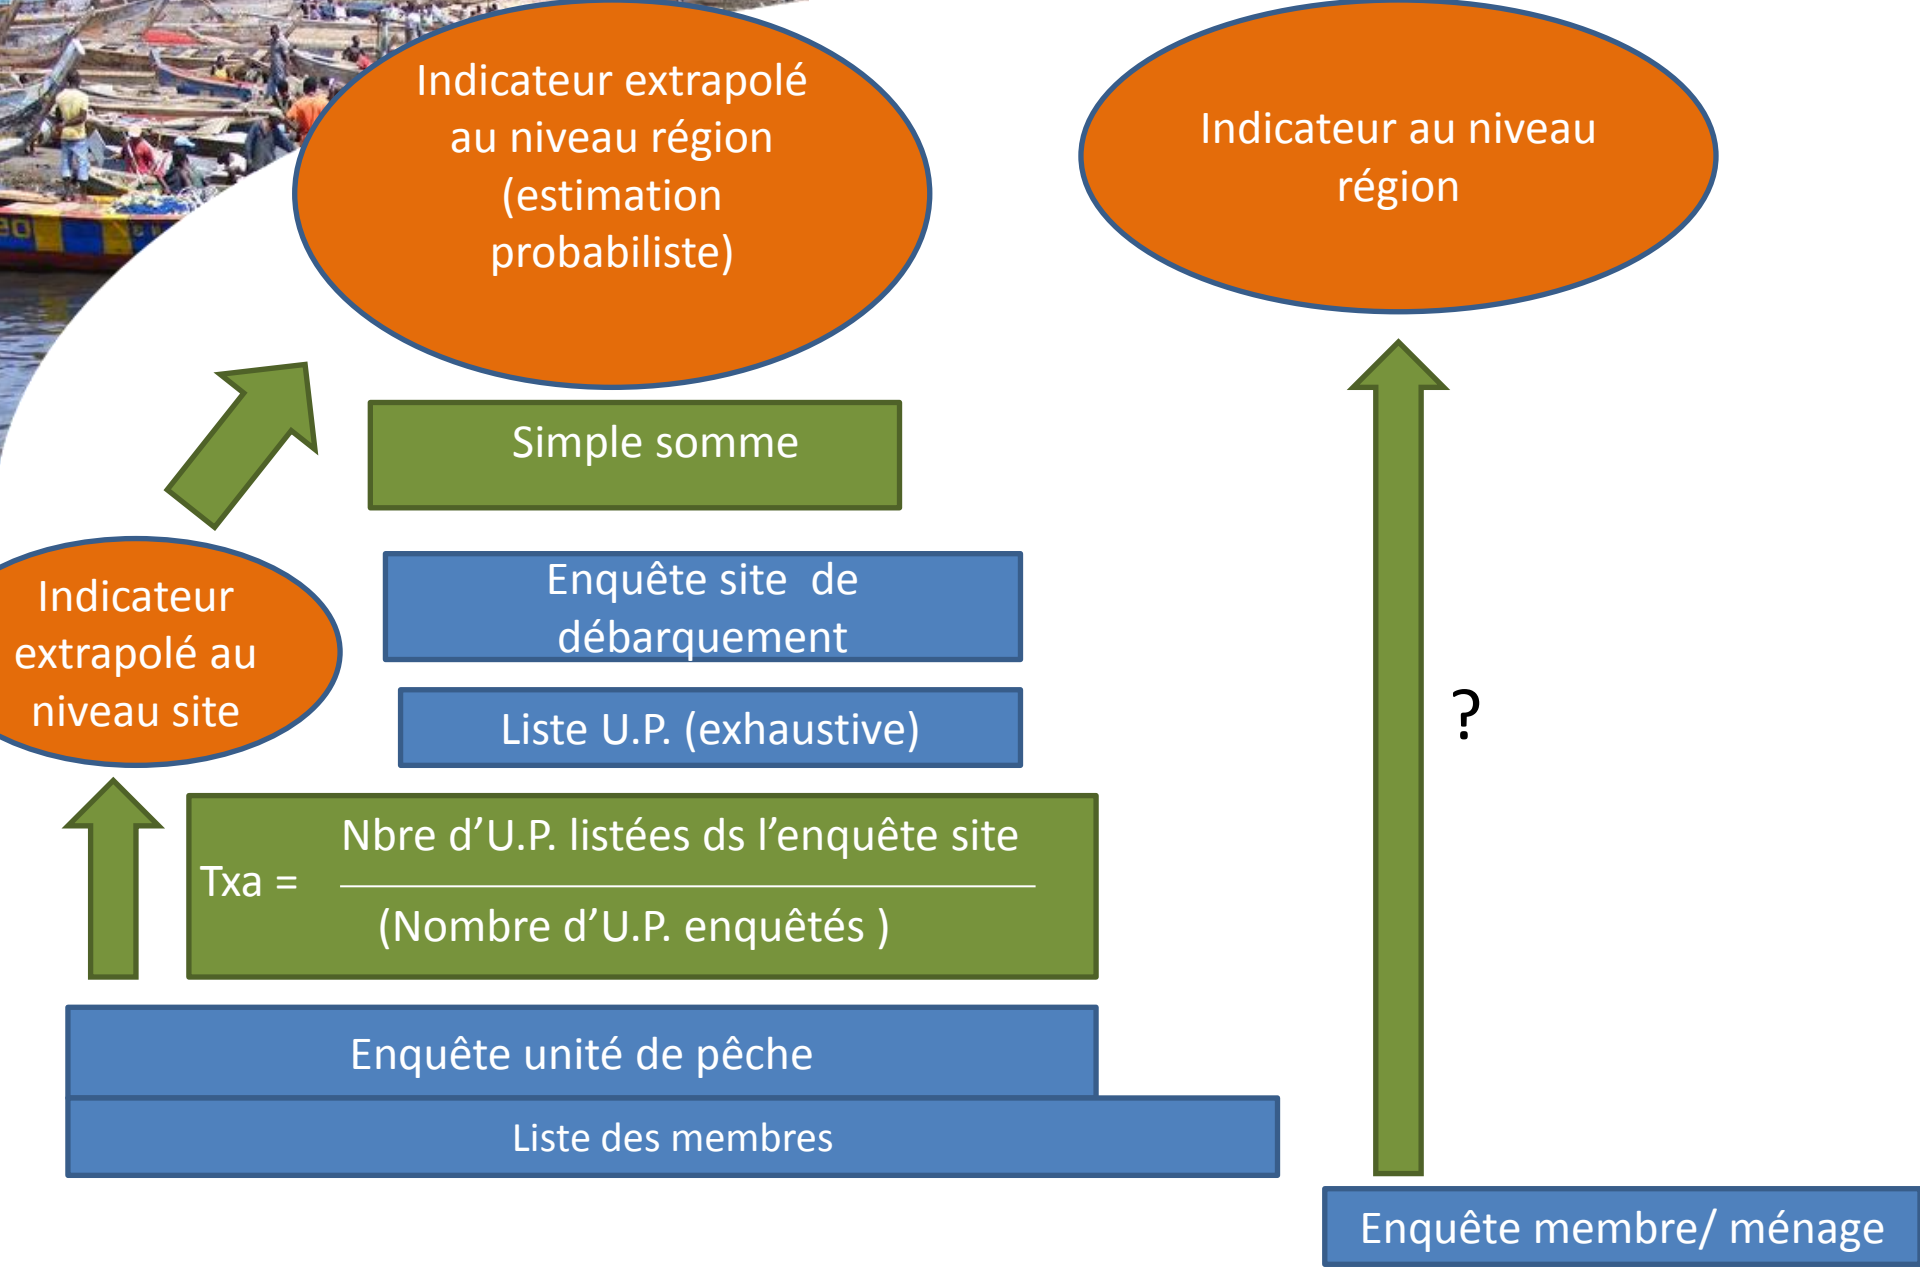 Indicateur extrapolé
au niveau région
(estimation
probabiliste)
Indicateur au niveau
région
Simple somme
Enquête site de
débarquement
Indicateur
extrapolé au
niveau site
Liste U.P. (exhaustive)
?
Nbre d’U.P. listées ds l’enquête site
Txa =
(Nombre d’U.P. enquêtés )
Enquête unité de pêche
Liste des membres
Enquête membre/ ménage